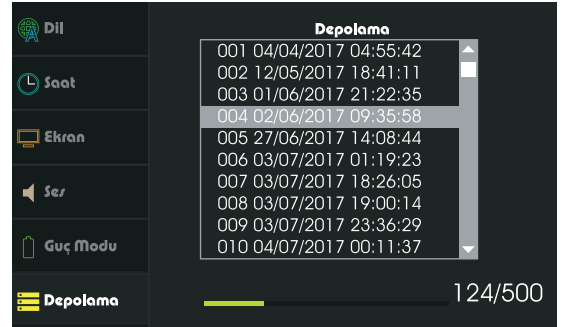 Dil
Saat
Ekran
Ses
Guç Modu
Depolama
Depolama
001 04/04/2017 04:55:42
002 12/05/2017 18:41:11
003 01/06/2017 21:22:35
004 02/06/2017 09:35:58
005 27/06/2017 14:08:44
006 03/07/2017 01:19:23
007 03/07/2017 18:26:05
008 03/07/2017 19:00:14
009 03/07/2017 23:36:29
010 04/07/2017 00:11:37
124/500